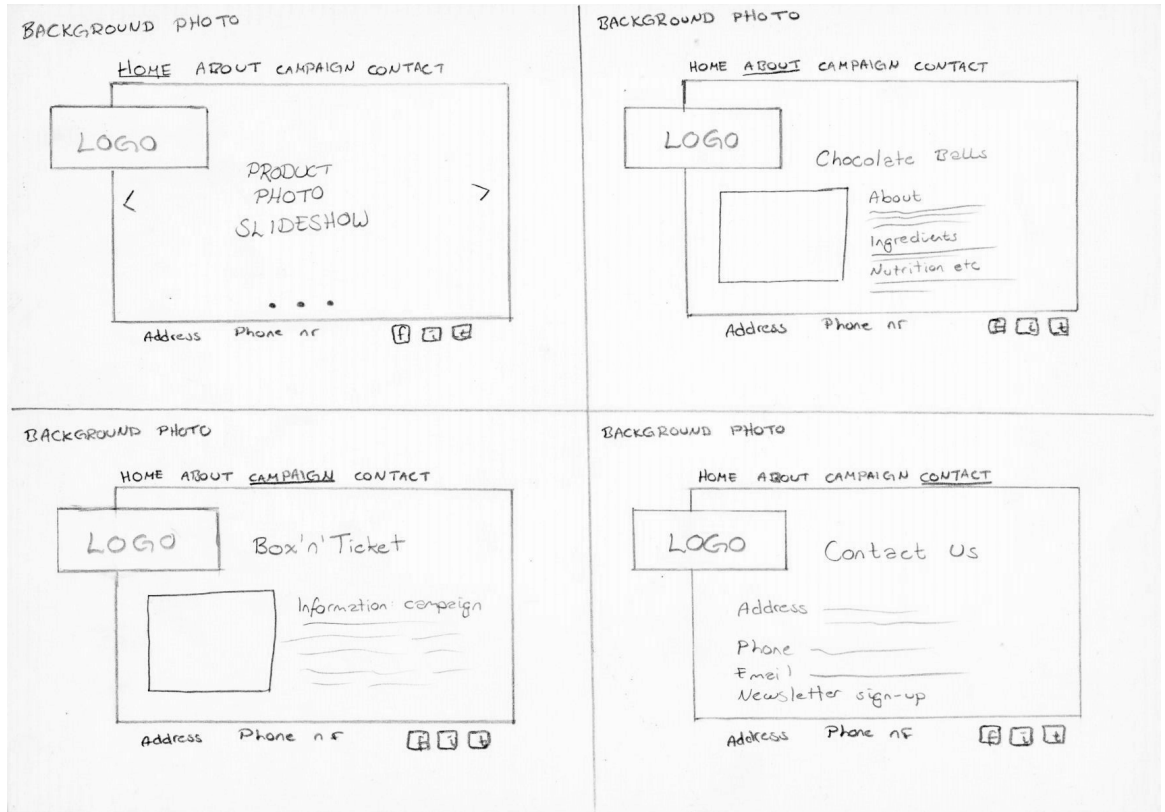 BACKGROUND PHOTO
HOME ABOUT CAMPAIGN CONTACT
LOGO
PRODUCT
PHOTO
SLIDESHOW
< >
Address Phone nr f i t
BACKGROUND PHOTO
HOME ABOUT CAMPAIGN CONTACT
LOGO
Chocolate Balls
About
Ingredients
Nutrition etc
Address Phone nr f i t
BACKGROUND PHOTO
HOME ABOUT CAMPAIGN CONTACT
LOGO
Box'n'Ticket
Information campaign
Address Phone nr f i t
BACKGROUND PHOTO
HOME ABOUT CAMPAIGN CONTACT
LOGO
Contact Us
Address
Phone
Email
Newsletter sign-up
Address Phone nr f i t